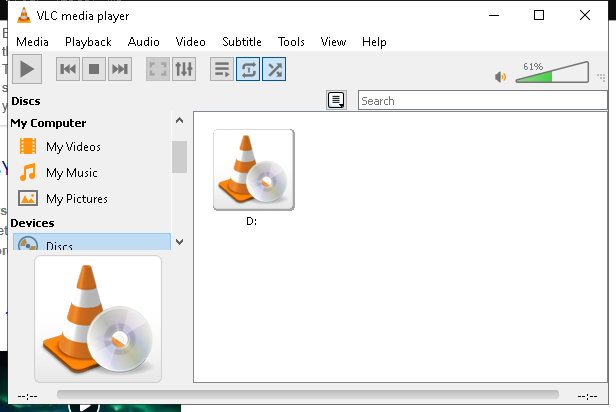 VLC media player
Media Playback Audio Video Subtitle Tools View Help
61%
Discs
Search
My Computer
My Videos
My Music
My Pictures
Devices
Discs
D:
--:-- --:--